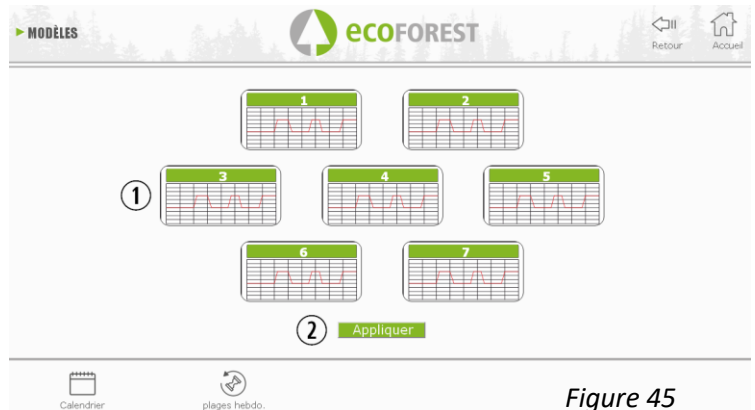 MODÈLES
ecoFOREST
Retour
Accueil
1
2
3
4
5
1
6
7
2
Appliquer
Calendrier
plages hebdo.
Figure 45